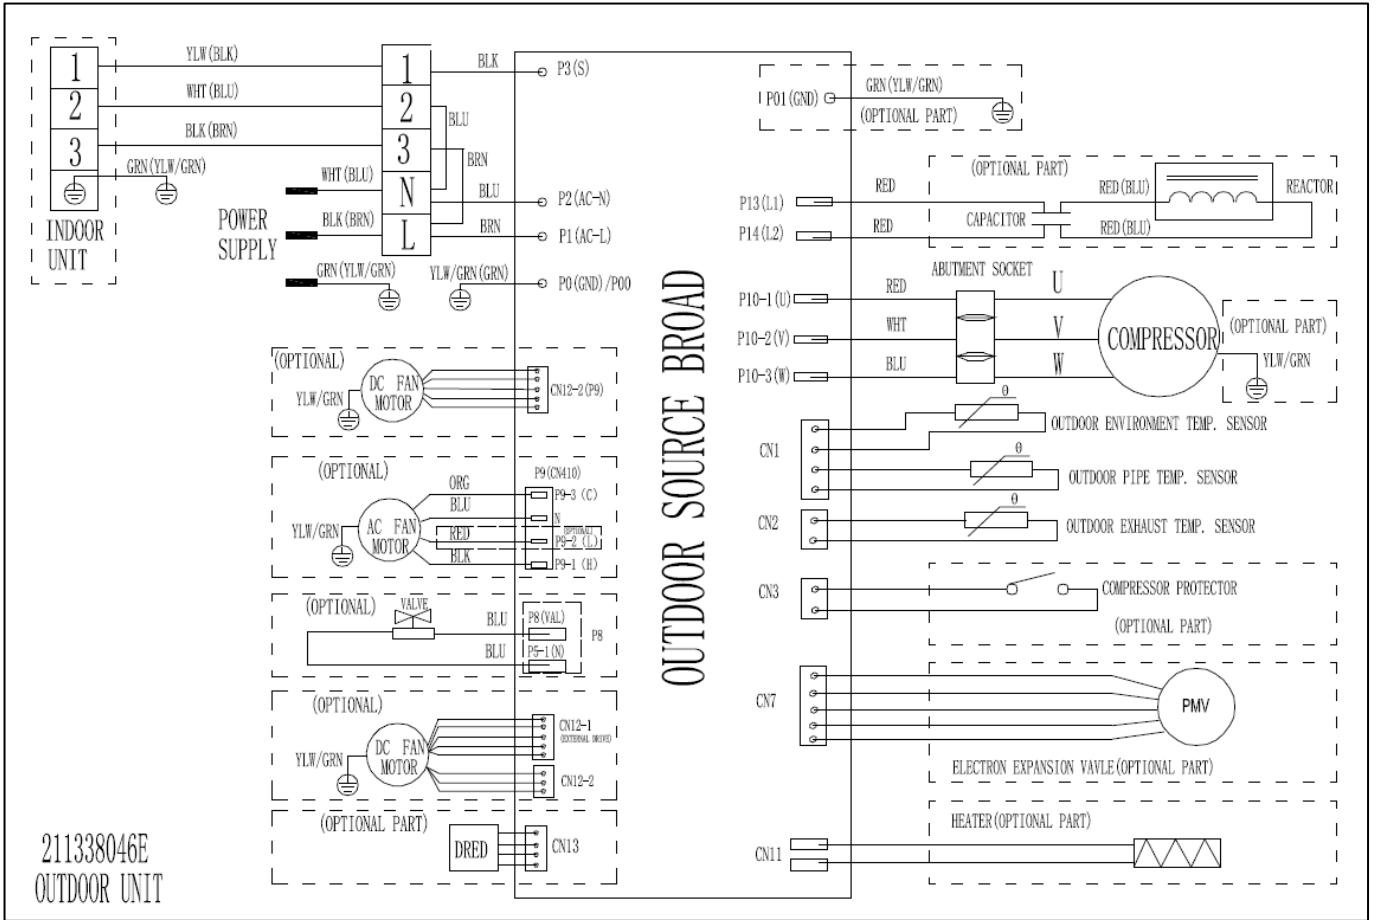 1
2
3
INDOOR
UNIT
YLW(BLK)
WHT(BLU)
BLK(BRN)
GRN(YLW/GRN)
1
2
3
N
L
BLK
BLU
BRN
BLU
BRN
WHT(BLU)
BLK(BRN)
POWER
SUPPLY
GRN(YLW/GRN)
YLW/GRN(GRN)
P3(S)
P2(AC-N)
P1(AC-L)
P0(GND)/P00
(OPTIONAL)
DC FAN
MOTOR
YLW/GRN
CN12-2(P9)
(OPTIONAL)
AC FAN
MOTOR
YLW/GRN
ORG
BLU
RED
BLK
P9(CN410)
P9-3 (C)
N
(OPTIONAL)
P9-2 (L)
P9-1 (H)
(OPTIONAL)
VALVE
BLU
BLU
P8(VAL)
P5-1(N)
P8
(OPTIONAL)
DC FAN
MOTOR
YLW/GRN
CN12-1
(EXTERNAL DRIVE)
CN12-2
(OPTIONAL PART)
DRED
CN13
211338046E
OUTDOOR UNIT
OUTDOOR SOURCE BROAD
P01(GND)
GRN(YLW/GRN)
(OPTIONAL PART)
P13(L1)
P14(L2)
RED
RED
(OPTIONAL PART)
CAPACITOR
RED(BLU)
RED(BLU)
REACTOR
P10-1(U)
P10-2(V)
P10-3(W)
RED
WHT
BLU
ABUTMENT SOCKET
U
V
W
COMPRESSOR
(OPTIONAL PART)
YLW/GRN
CN1
θ
OUTDOOR ENVIRONMENT TEMP. SENSOR
θ
OUTDOOR PIPE TEMP. SENSOR
CN2
θ
OUTDOOR EXHAUST TEMP. SENSOR
CN3
COMPRESSOR PROTECTOR
(OPTIONAL PART)
CN7
PMV
ELECTRON EXPANSION VAVLE(OPTIONAL PART)
HEATER(OPTIONAL PART)
CN11